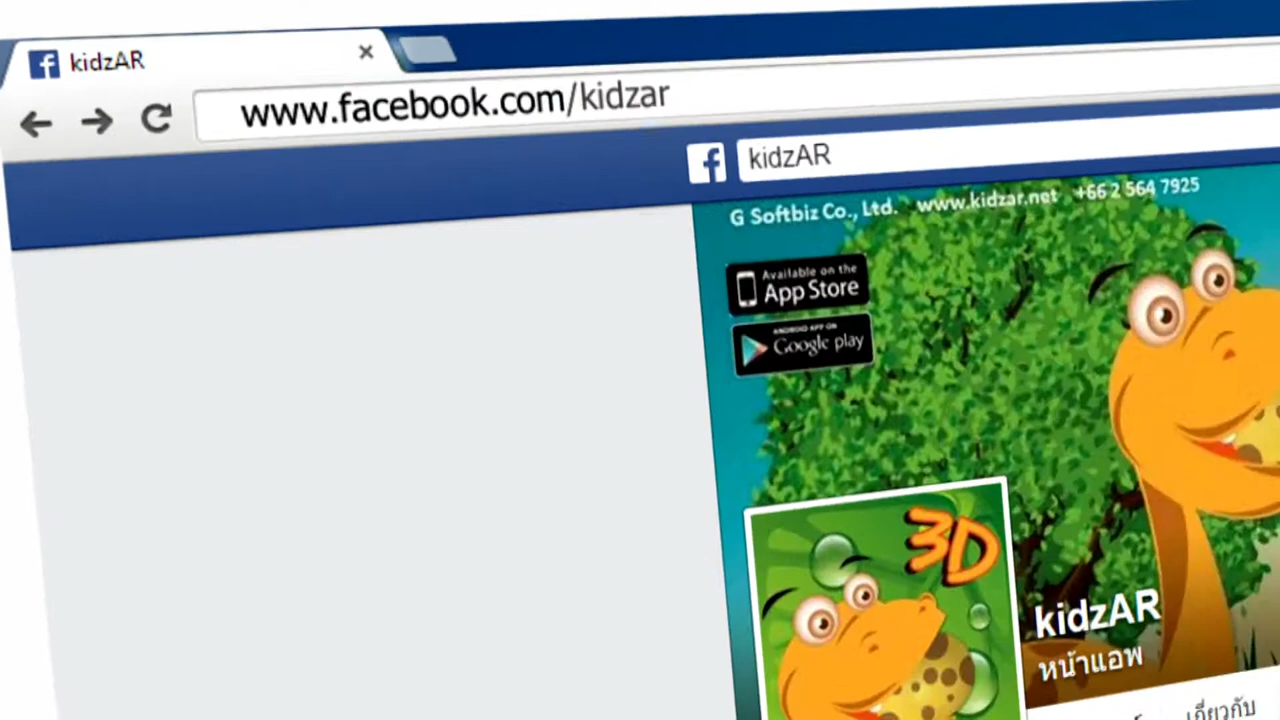 kidzAR
www.facebook.com/kidzar
kidzAR
G Softbiz Co., Ltd. www.kidzar.net +66 2 564 7925
Available on the
App Store
ANDROID APP ON
Google play
3D
kidzAR
หน้าแอพ
เกี่ยวกับ